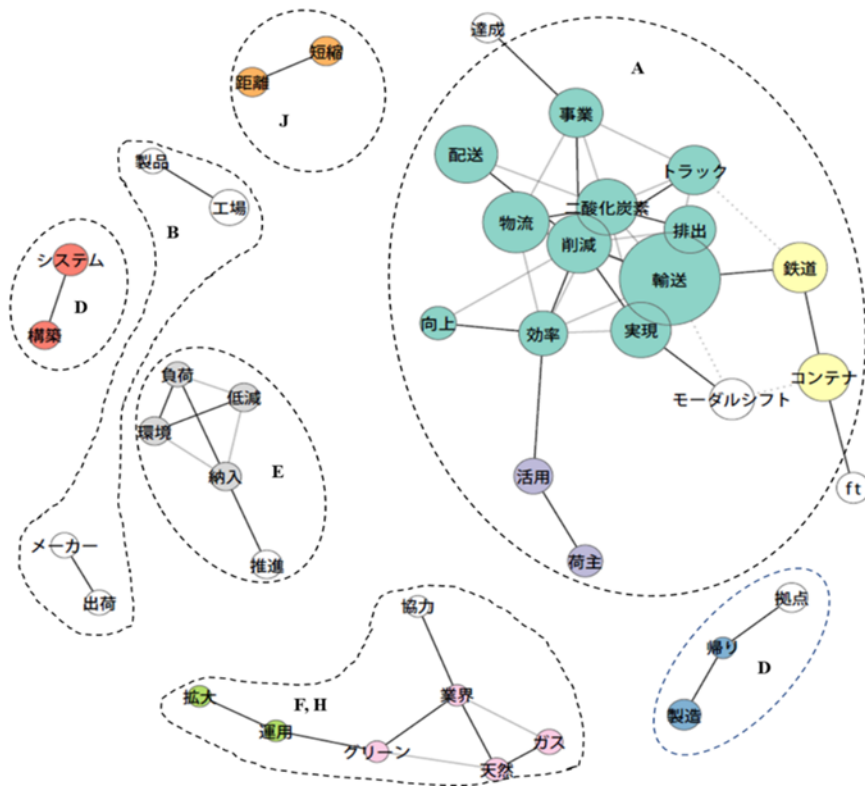 達成
短縮
距離
J
A
事業
配送
トラック
製品
工場
B
二酸化炭素
物流
排出
削減
システム
輸送
鉄道
D
構築
向上
効率
実現
負荷
低減
コンテナ
モーダルシフト
環境
E
納入
活用
ft
メーカー
推進
荷主
出荷
協力
拠点
帰り
D
業界
拡大
F, H
製造
運用
グリーン
ガス
天然